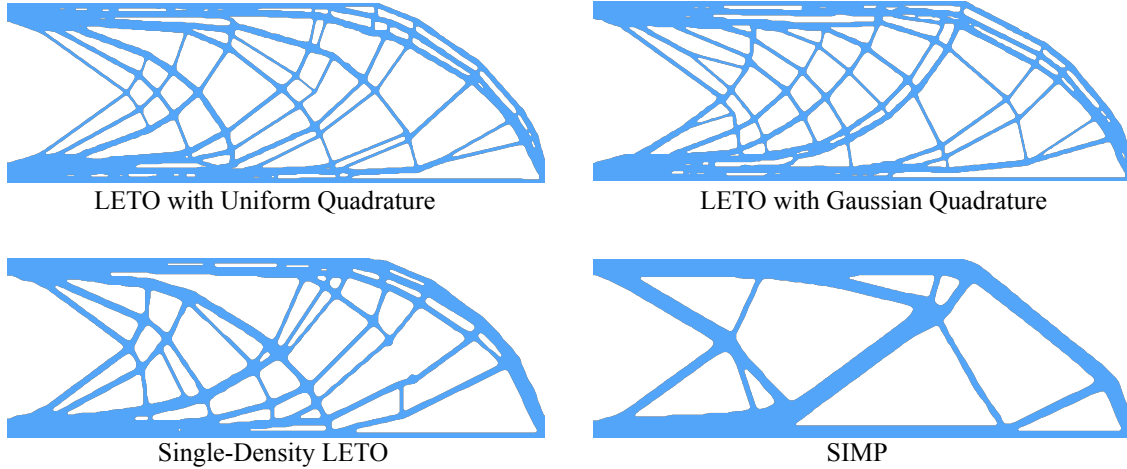 LETO with Uniform Quadrature
LETO with Gaussian Quadrature
Single-Density LETO
SIMP